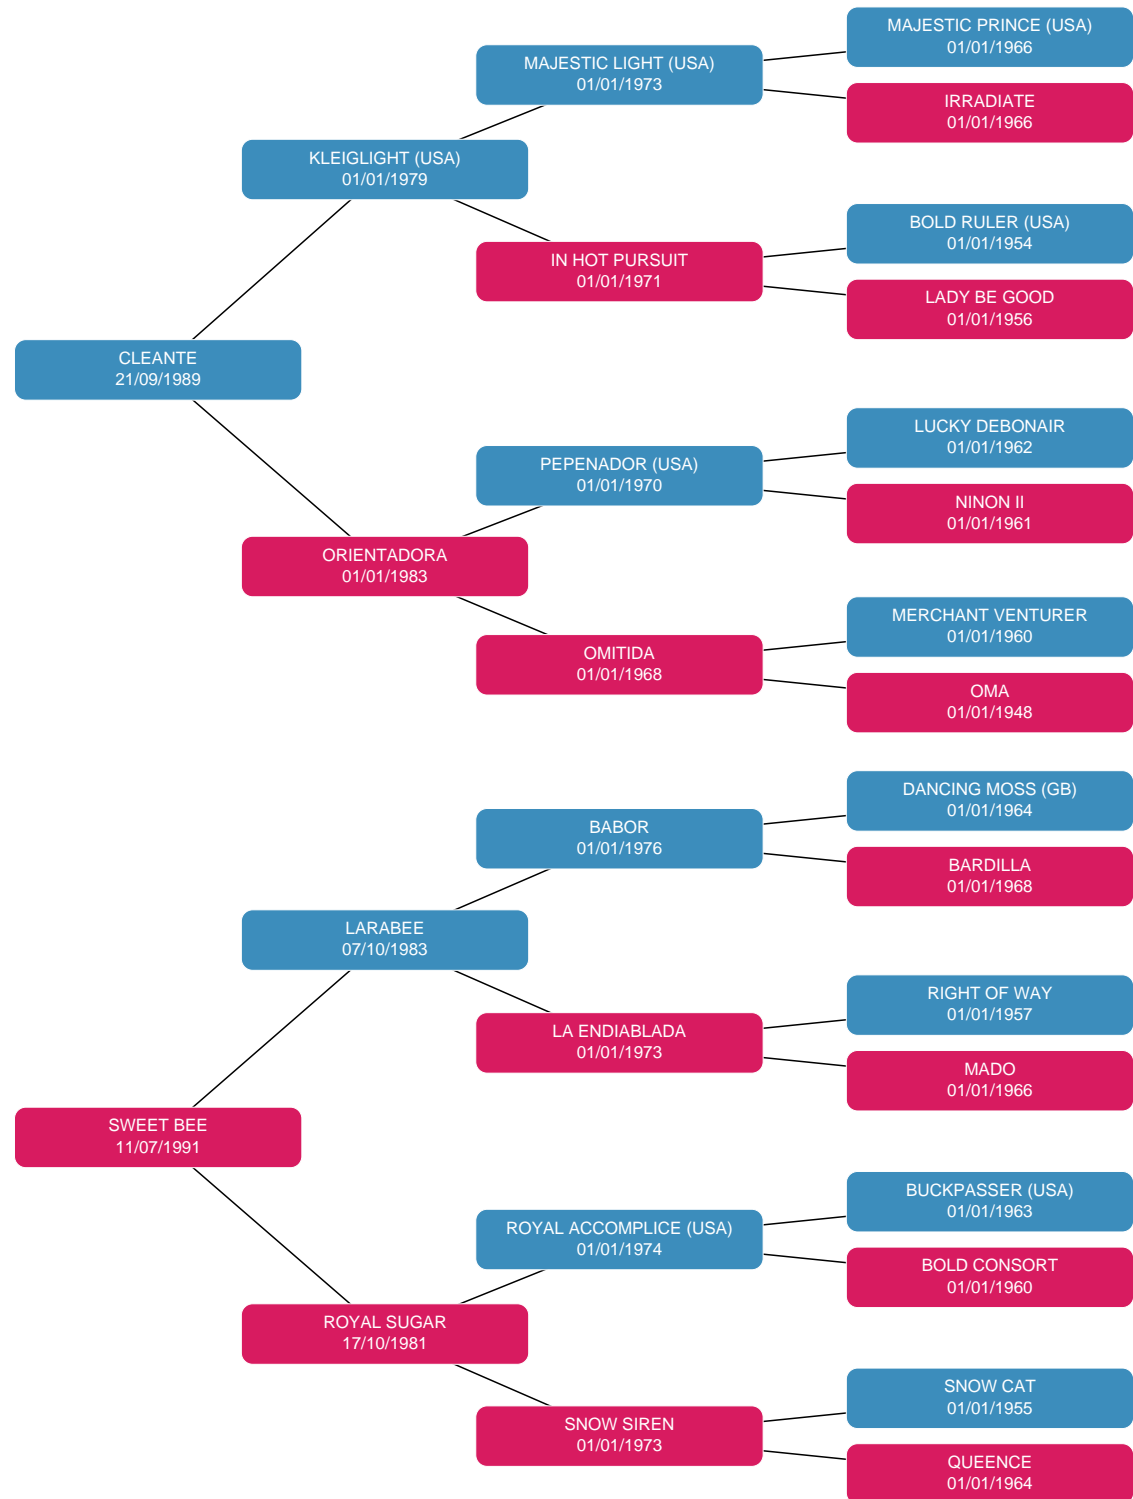 MAJESTIC PRINCE (USA)
01/01/1966
MAJESTIC LIGHT (USA)
01/01/1973
IRRADIATE
01/01/1966
KLEIGLIGHT (USA)
01/01/1979
BOLD RULER (USA)
01/01/1954
IN HOT PURSUIT
01/01/1971
LADY BE GOOD
01/01/1956
CLEANTE
21/09/1989
LUCKY DEBONAIR
01/01/1962
PEPENADOR (USA)
01/01/1970
NINON II
01/01/1961
ORIENTADORA
01/01/1983
MERCHANT VENTURER
01/01/1960
OMITIDA
01/01/1968
OMA
01/01/1948
DANCING MOSS (GB)
01/01/1964
BABOR
01/01/1976
BARDILLA
01/01/1968
LARABEE
07/10/1983
RIGHT OF WAY
01/01/1957
LA ENDIABLADA
01/01/1973
MADO
01/01/1966
SWEET BEE
11/07/1991
BUCKPASSER (USA)
01/01/1963
ROYAL ACCOMPLICE (USA)
01/01/1974
BOLD CONSORT
01/01/1960
ROYAL SUGAR
17/10/1981
SNOW CAT
01/01/1955
SNOW SIREN
01/01/1973
QUEENCE
01/01/1964